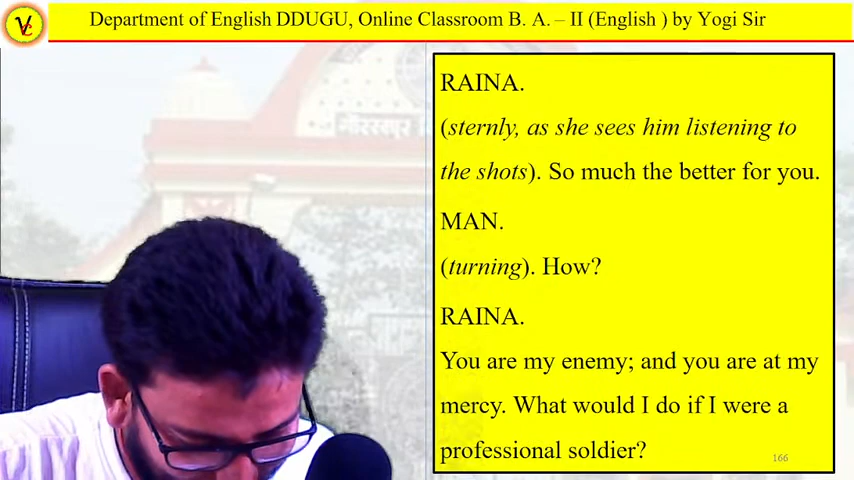 Department of English DDUGU, Online Classroom B. A. – II (English ) by Yogi Sir
RAINA.
(sternly, as she sees him listening to
the shots). So much the better for you.
MAN.
(turning). How?
RAINA.
You are my enemy; and you are at my
mercy. What would I do if I were a
professional soldier?
166